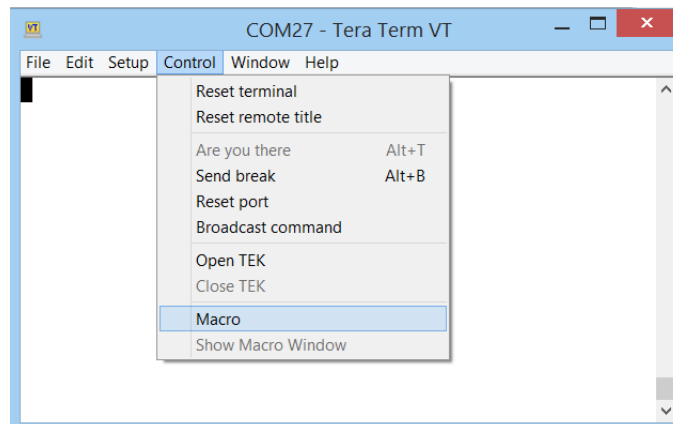 VT
COM27 - Tera Term VT
File Edit Setup Control Window Help
Reset terminal
Reset remote title
Are you there Alt+T
Send break Alt+B
Reset port
Broadcast command
Open TEK
Close TEK
Macro
Show Macro Window